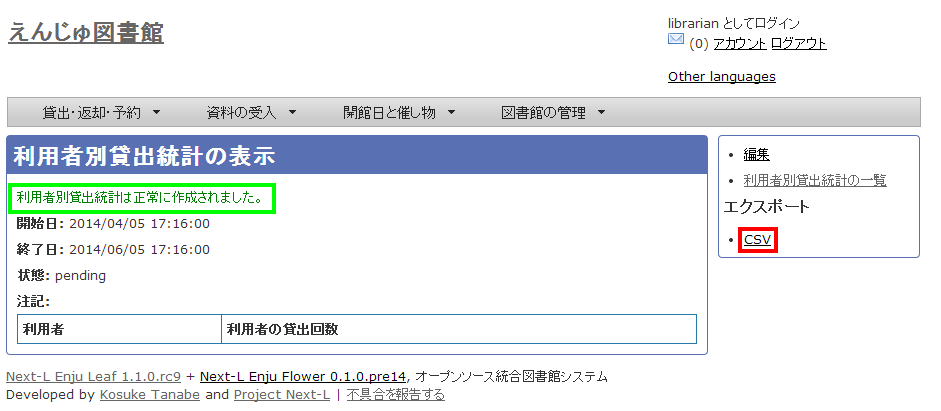 えんじゅ図書館
librarian としてログイン
(0) アカウント ログアウト
Other languages
貸出・返却・予約 資料の受入 開館日と催し物 図書館の管理
利用者別貸出統計の表示
利用者別貸出統計は正常に作成されました。
開始日: 2014/04/05 17:16:00
終了日: 2014/06/05 17:16:00
状態: pending
注記:
利用者 利用者の貸出回数
編集
利用者別貸出統計の一覧
エクスポート
CSV
Next-L Enju Leaf 1.1.0.rc9 + Next-L Enju Flower 0.1.0.pre14, オープンソース統合図書館システム
Developed by Kosuke Tanabe and Project Next-L | 不具合を報告する